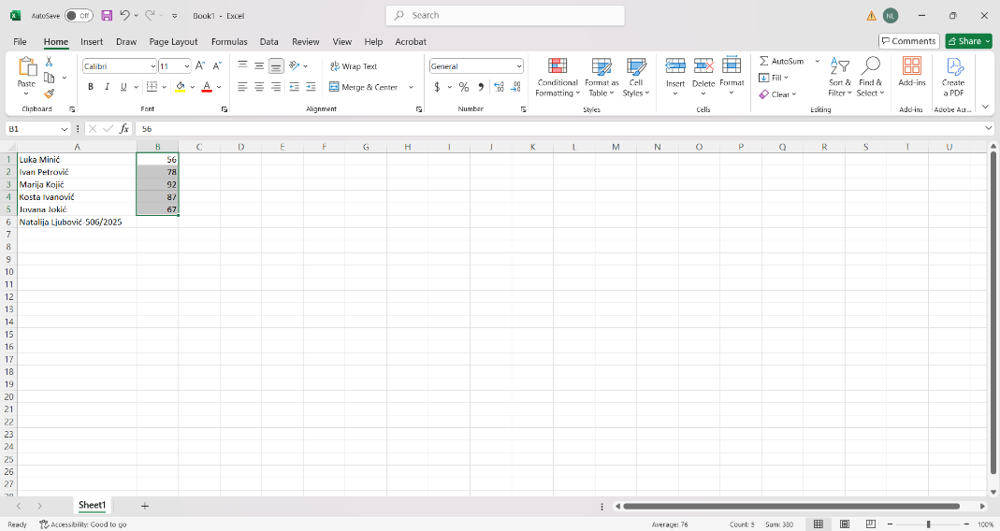 AutoSave Off Book1 - Excel Search NL
File Home Insert Draw Page Layout Formulas Data Review View Help Acrobat Comments Share
Paste Calibri 11 Wrap Text General Conditional Formatting Format as Table Cell Styles Insert Delete Format AutoSum Sort & Filter Find & Select Add-ins Create a PDF
B I U Merge & Center $ % Fill
Clear
Clipboard Font Alignment Number Styles Cells Editing Add-ins Adobe Acr...
B1 fx 56
A B C D E F G H I J K L M N O P Q R S T U
1 Luka Minić 56
2 Ivan Petrović 78
3 Marija Kojić 92
4 Kosta Ivanović 87
5 Jovana Jokić 67
6 Natalija Ljubović-506/2025
7
8
9
10
11
12
13
14
15
16
17
18
19
20
21
22
23
24
25
26
27
28
Sheet1
Ready Accessibility: Good to go Average: 76 Count: 5 Sum: 380 100%